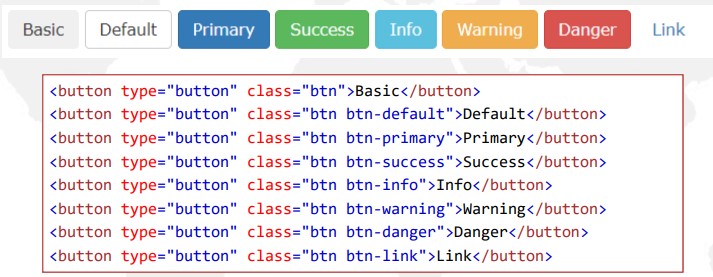 Basic Default Primary Success Info Warning Danger Link
<button type="button" class="btn">Basic</button>
<button type="button" class="btn btn-default">Default</button>
<button type="button" class="btn btn-primary">Primary</button>
<button type="button" class="btn btn-success">Success</button>
<button type="button" class="btn btn-info">Info</button>
<button type="button" class="btn btn-warning">Warning</button>
<button type="button" class="btn btn-danger">Danger</button>
<button type="button" class="btn btn-link">Link</button>